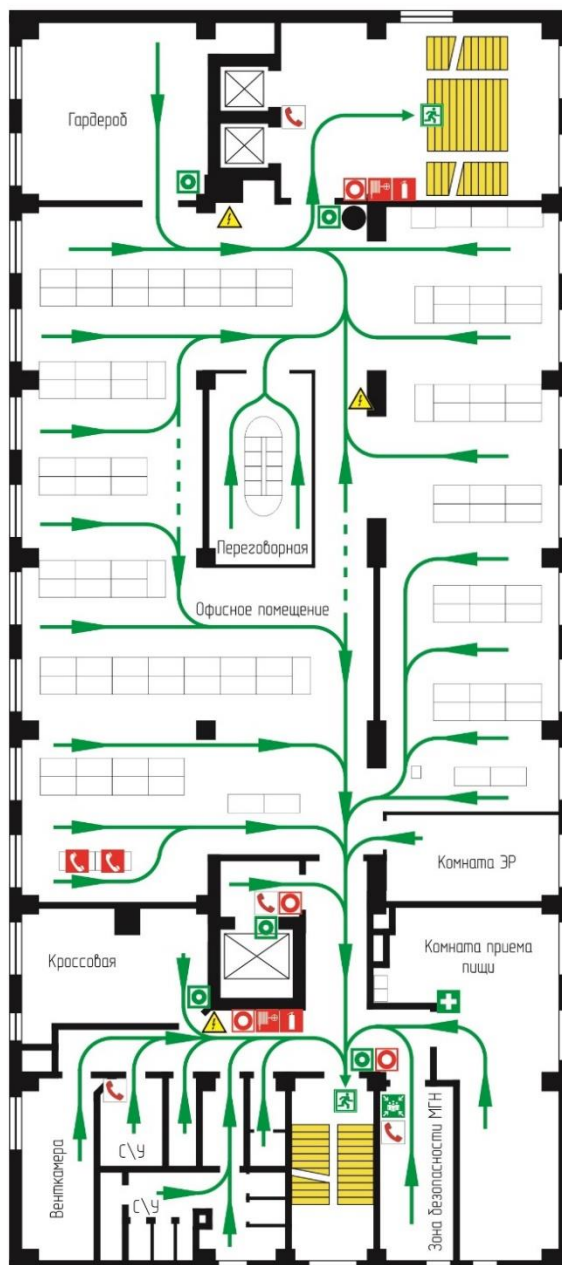 Гардероб
Переговорная
Офисное помещение
Комната ЭР
Кроссовая
Комната приема
пищи
Венткамера
С\У
С\У
Зона безопасности МГН